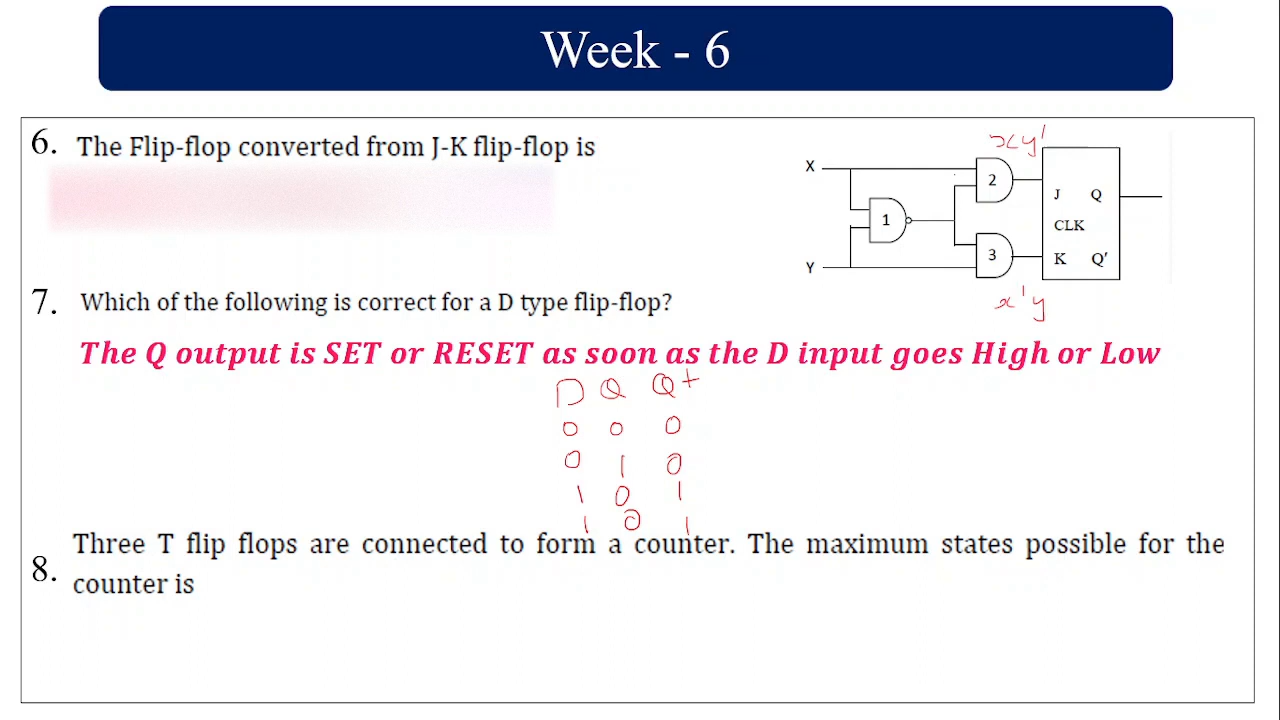 Week - 6
6. The Flip-flop converted from J-K flip-flop is
xy'
X
2
J Q
1
CLK
3
K Q'
Y
x'y
7. Which of the following is correct for a D type flip-flop?
The Q output is SET or RESET as soon as the D input goes High or Low
D Q Q+
0 0 0
0 1 0
1 0 1
1 0 1
8. Three T flip flops are connected to form a counter. The maximum states possible for the
counter is